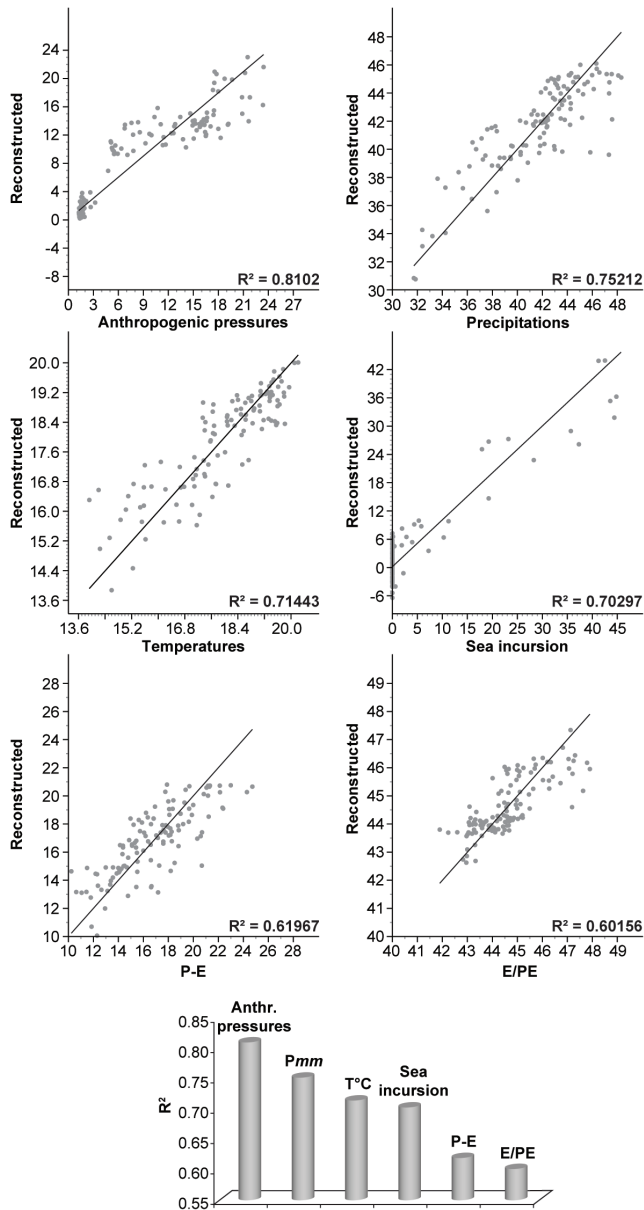 24
20
16
12
8
4
0
-4
-8
Reconstructed
R² = 0.8102
0 3 6 9 12 15 18 21 24 27
Anthropogenic pressures
48
46
44
42
40
38
36
34
32
30
Reconstructed
R² = 0.75212
30 32 34 36 38 40 42 44 46 48
Precipitations
20.0
19.2
18.4
17.6
16.8
16.0
15.2
14.4
13.6
Reconstructed
R² = 0.71443
13.6 15.2 16.8 18.4 20.0
Temperatures
42
36
30
24
18
12
6
0
-6
Reconstructed
R² = 0.70297
0 5 10 15 20 25 30 35 40 45
Sea incursion
28
26
24
22
20
18
16
14
12
10
Reconstructed
R² = 0.61967
10 12 14 16 18 20 22 24 26 28
P-E
49
48
47
46
45
44
43
42
41
40
Reconstructed
R² = 0.60156
40 41 42 43 44 45 46 47 48 49
E/PE
0.85
0.80
0.75
0.70
0.65
0.60
0.55
R²
Anthr.
pressures
Pmm
T°C
Sea
incursion
P-E
E/PE